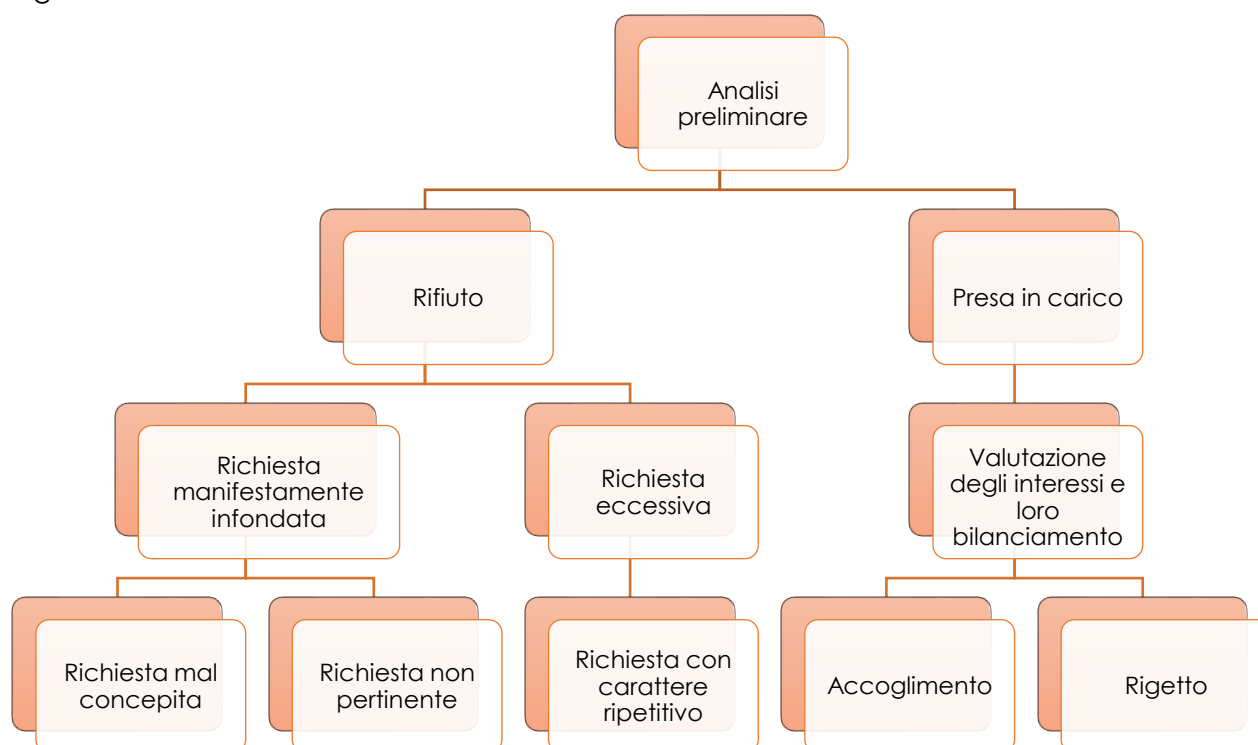 Analisi
preliminare
Rifiuto
Presa in carico
Richiesta
manifestamente
infondata
Richiesta
eccessiva
Valutazione
degli interessi e
loro
bilanciamento
Richiesta mal
concepita
Richiesta non
pertinente
Richiesta con
carattere
ripetitivo
Accoglimento
Rigetto